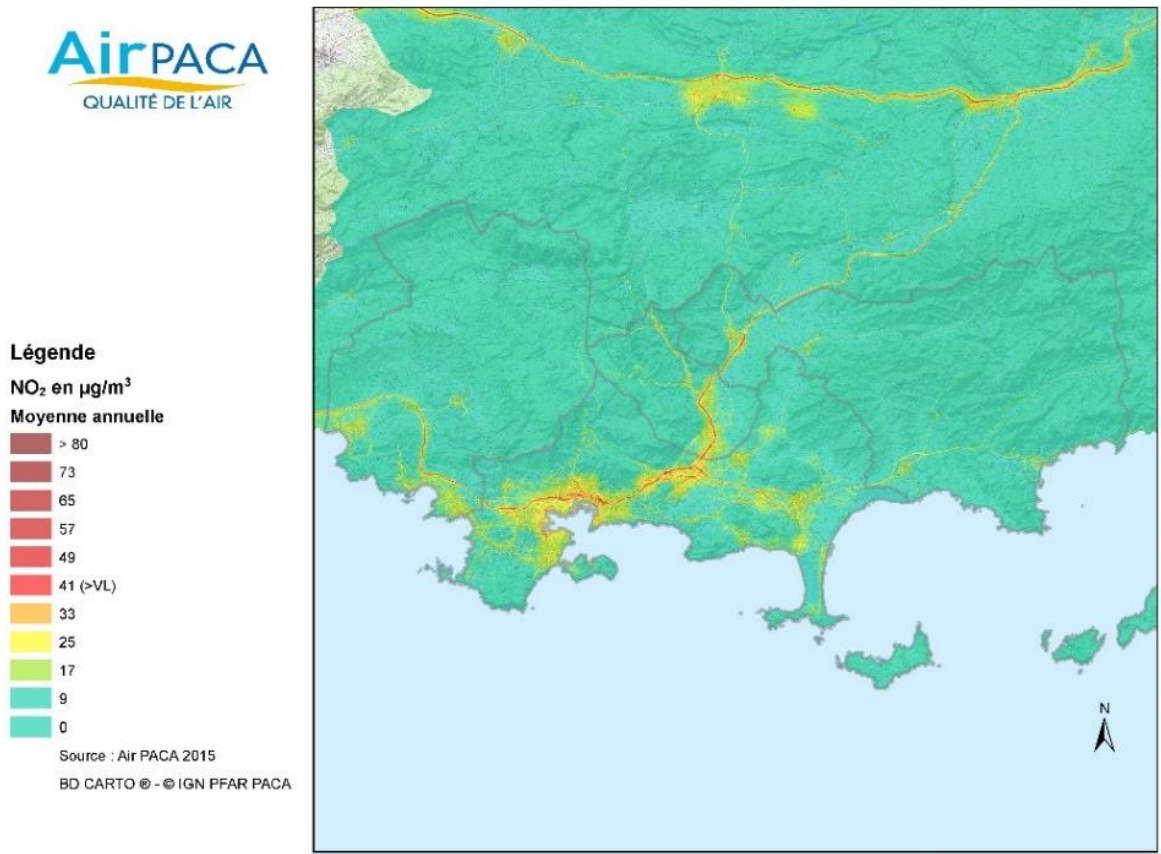 AirPACA
QUALITÉ DE L'AIR
Légende
NO₂ en µg/m³
Moyenne annuelle
> 80
73
65
57
49
41 (>VL)
33
25
17
9
0
Source : Air PACA 2015
BD CARTO ® - © IGN PFAR PACA
N